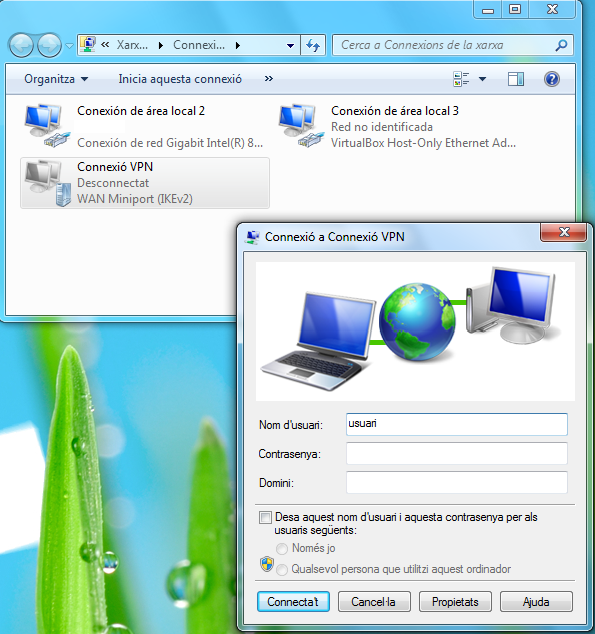 « Xarx... Connexi...
Cerca a Connexions de la xarxa
Organitza Inicia aquesta connexió »
Conexión de área local 2
Conexión de red Gigabit Intel(R) 8...
Conexión de área local 3
Red no identificada
VirtualBox Host-Only Ethernet Ad...
Connexió VPN
Desconnectat
WAN Miniport (IKEv2)
Connexió a Connexió VPN
Nom d'usuari: usuari
Contrasenya:
Domini:
Desa aquest nom d'usuari i aquesta contrasenya per als
usuaris següents:
Només jo
Qualsevol persona que utilitzi aquest ordinador
Connecta't Cancel·la Propietats Ajuda